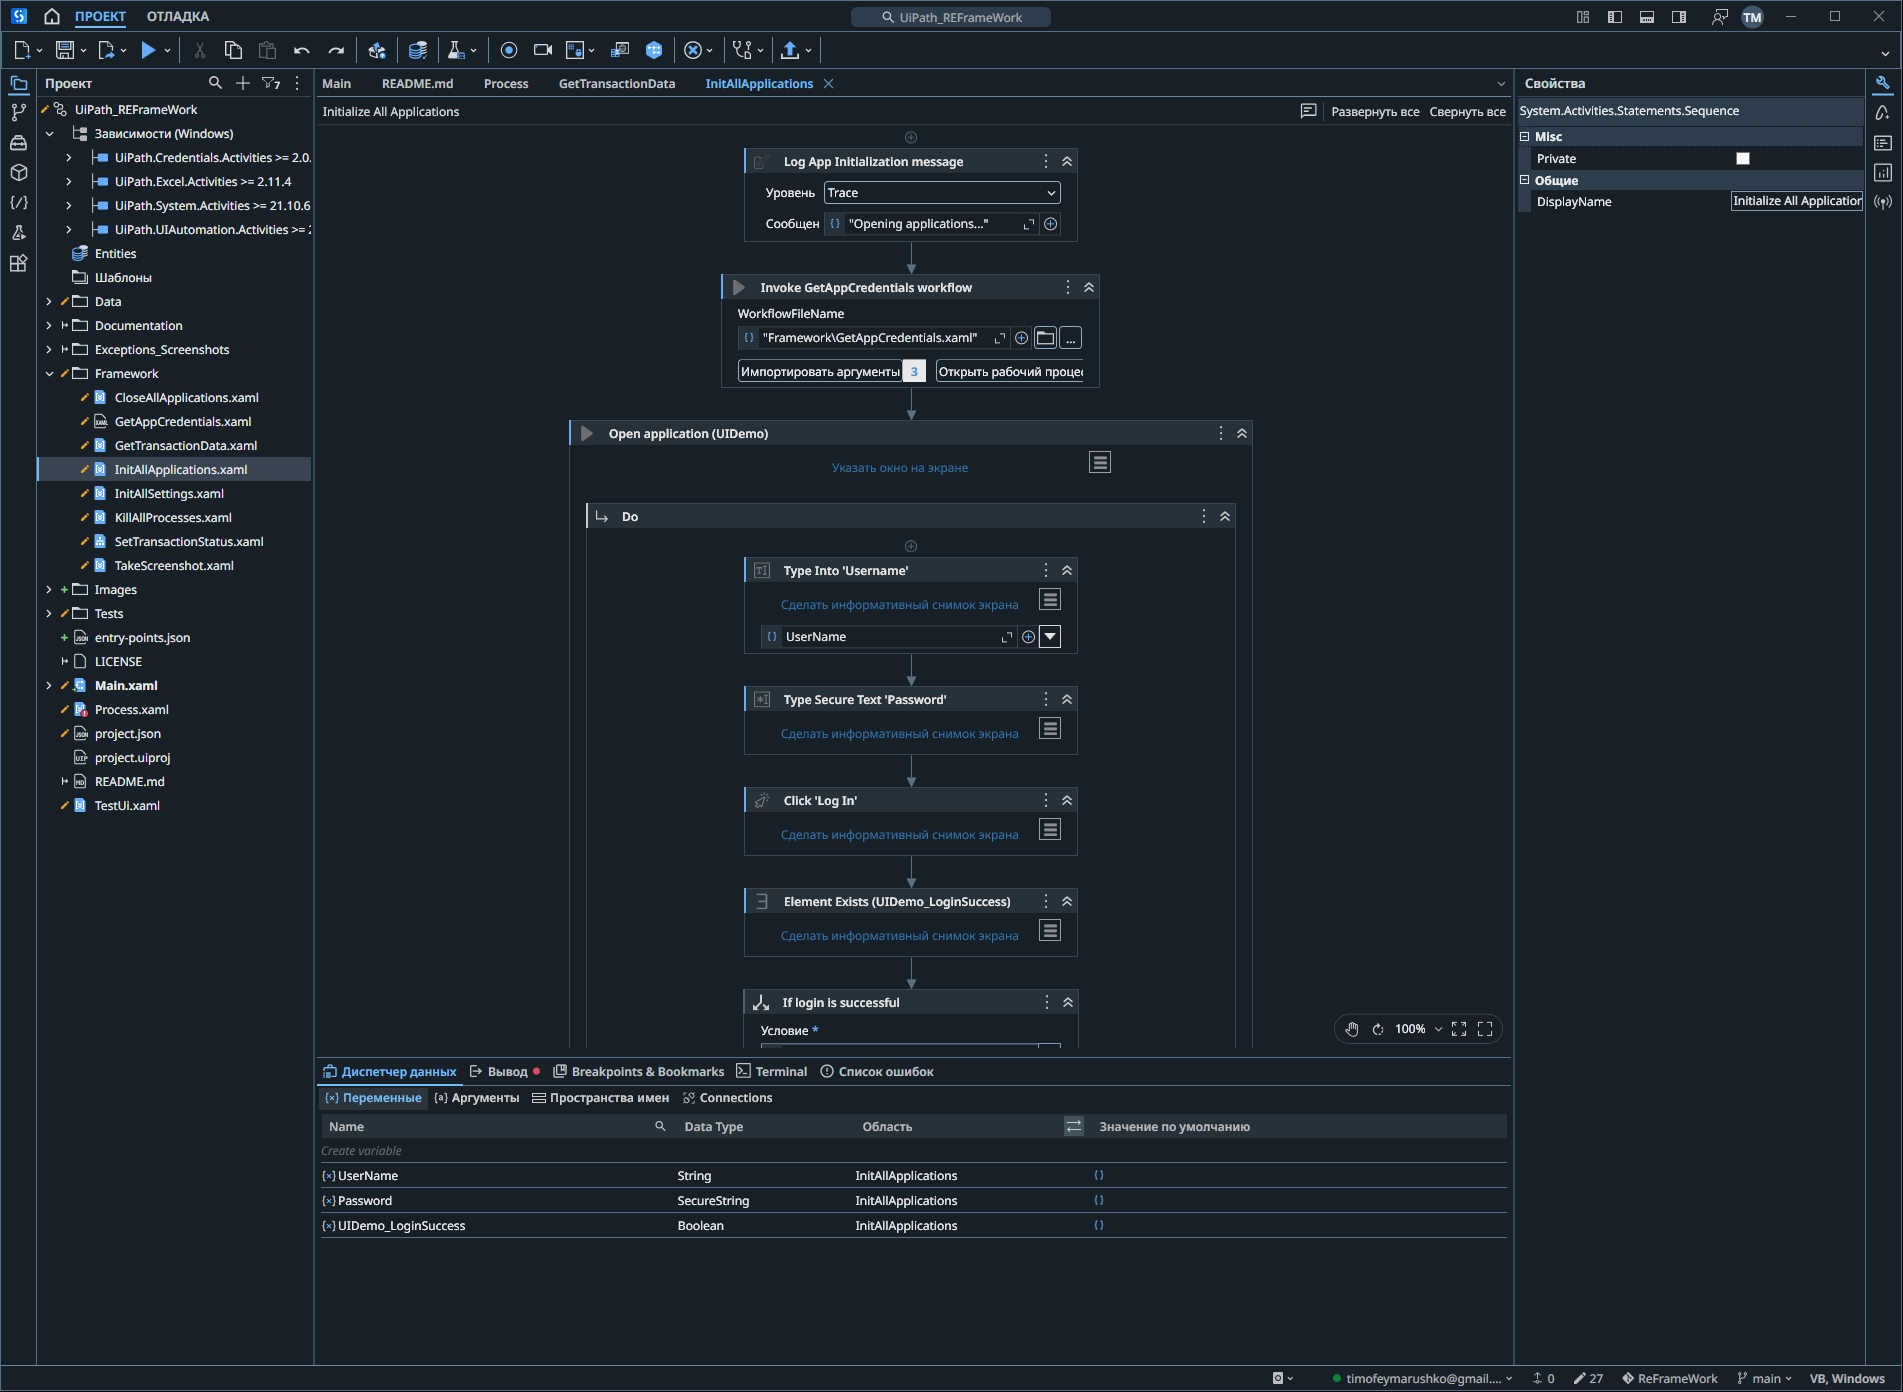 ПРОЕКТ
ОТЛАДКА
UiPath_REFrameWork
TM
Проект
7
UiPath_REFrameWork
Зависимости (Windows)
UiPath.Credentials.Activities >= 2.0.
UiPath.Excel.Activities >= 2.11.4
UiPath.System.Activities >= 21.10.6
UiPath.UIAutomation.Activities >= 2
Entities
Шаблоны
Data
Documentation
Exceptions_Screenshots
Framework
CloseAllApplications.xaml
GetAppCredentials.xaml
GetTransactionData.xaml
InitAllApplications.xaml
InitAllSettings.xaml
KillAllProcesses.xaml
SetTransactionStatus.xaml
TakeScreenshot.xaml
Images
Tests
entry-points.json
LICENSE
Main.xaml
Process.xaml
project.json
project.uiproj
README.md
TestUi.xaml
Main
README.md
Process
GetTransactionData
InitAllApplications
Initialize All Applications
Развернуть все
Свернуть все
Log App Initialization message
Уровень
Trace
Сообщен
"Opening applications..."
Invoke GetAppCredentials workflow
WorkflowFileName
"Framework\GetAppCredentials.xaml"
...
Импортировать аргументы
3
Открыть рабочий процес
Open application (UIDemo)
Указать окно на экране
Do
Type Into 'Username'
Сделать информативный снимок экрана
UserName
Type Secure Text 'Password'
Сделать информативный снимок экрана
Click 'Log In'
Сделать информативный снимок экрана
Element Exists (UIDemo_LoginSuccess)
Сделать информативный снимок экрана
If login is successful
Условие *
100%
Диспетчер данных
Вывод
Breakpoints & Bookmarks
Terminal
Список ошибок
Переменные
Аргументы
Пространства имен
Connections
Name
Data Type
Область
Значение по умолчанию
Create variable
UserName
String
InitAllApplications
Password
SecureString
InitAllApplications
UIDemo_LoginSuccess
Boolean
InitAllApplications
Свойства
System.Activities.Statements.Sequence
Misc
Private
Общие
DisplayName
Initialize All Application
timofeymarushko@gmail....
0
27
ReFrameWork
main
VB, Windows